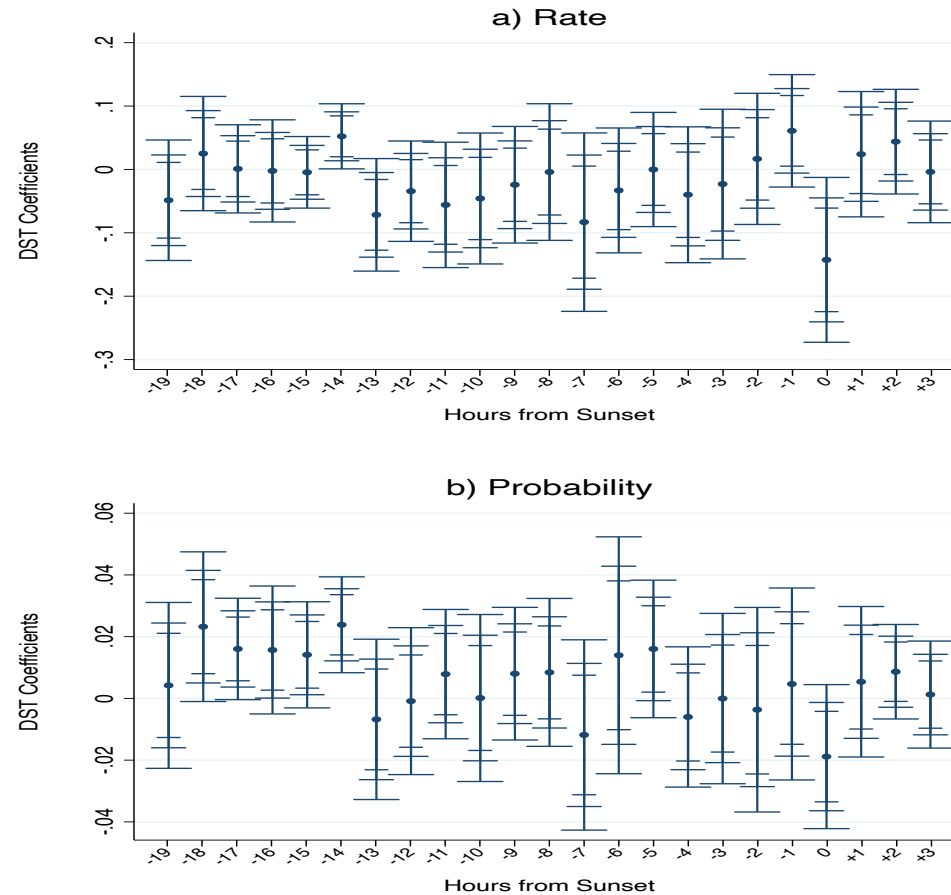 a) Rate
DST Coefficients
.2
.1
0
-.1
-.2
-.3
-19 -18 -17 -16 -15 -14 -13 -12 -11 -10 -9 -8 -7 -6 -5 -4 -3 -2 -1 0 +1 +2 +3
Hours from Sunset
b) Probability
DST Coefficients
.06
.04
.02
0
-.02
-.04
-19 -18 -17 -16 -15 -14 -13 -12 -11 -10 -9 -8 -7 -6 -5 -4 -3 -2 -1 0 +1 +2 +3
Hours from Sunset